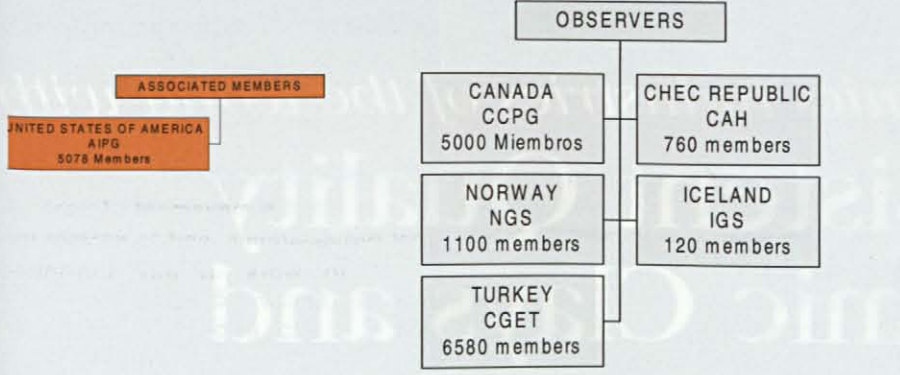 OBSERVERS
ASSOCIATED MEMBERS
UNITED STATES OF AMERICA
AIPG
5078 Members
CANADA
CCPG
5000 Miembros
CHEC REPUBLIC
CAH
760 members
NORWAY
NGS
1100 members
ICELAND
IGS
120 members
TURKEY
CGET
6580 members